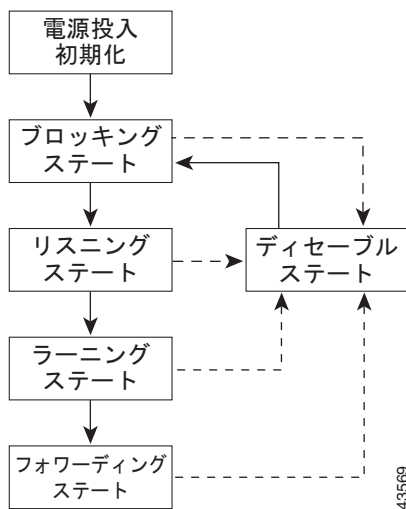 電源投入
初期化
ブロッキング
ステート
リスニング
ステート
ディセーブル
ステート
ラーニング
ステート
フォワーディング
ステート
43569